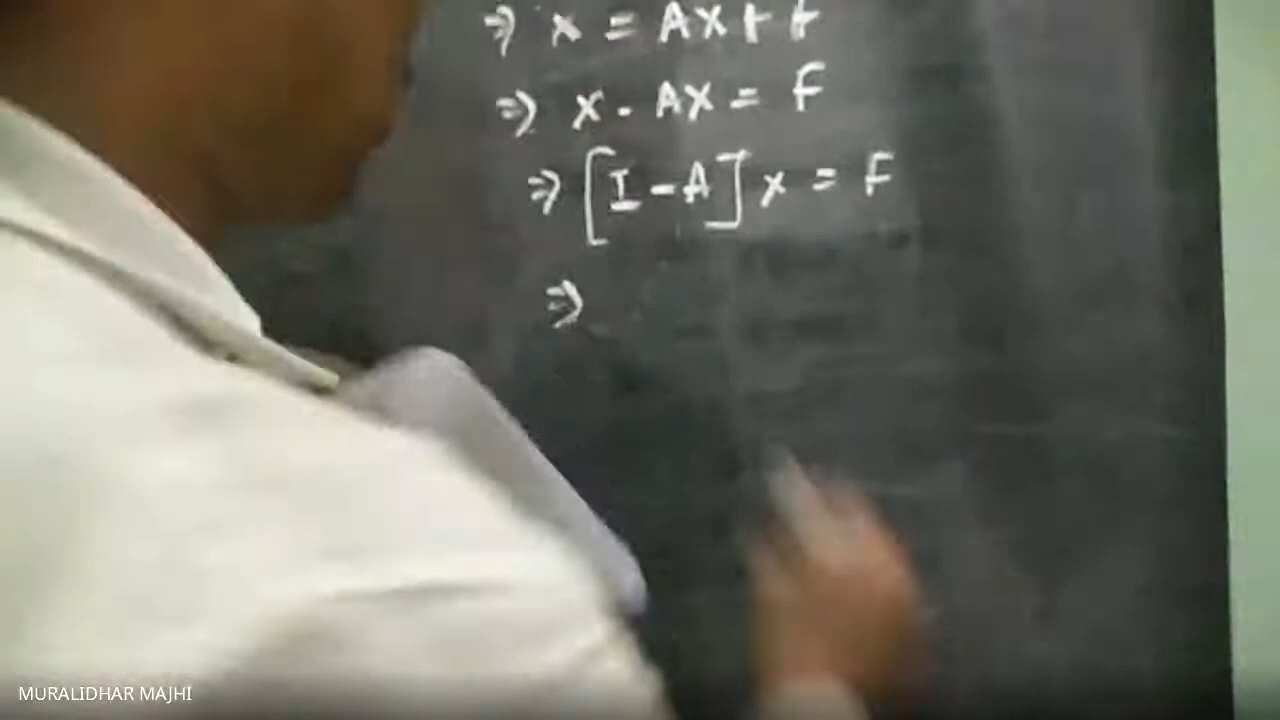 ⇒ x = Ax + F
⇒ x - Ax = F
⇒ [I - A] x = F
⇒
MURALIDHAR MAJHI